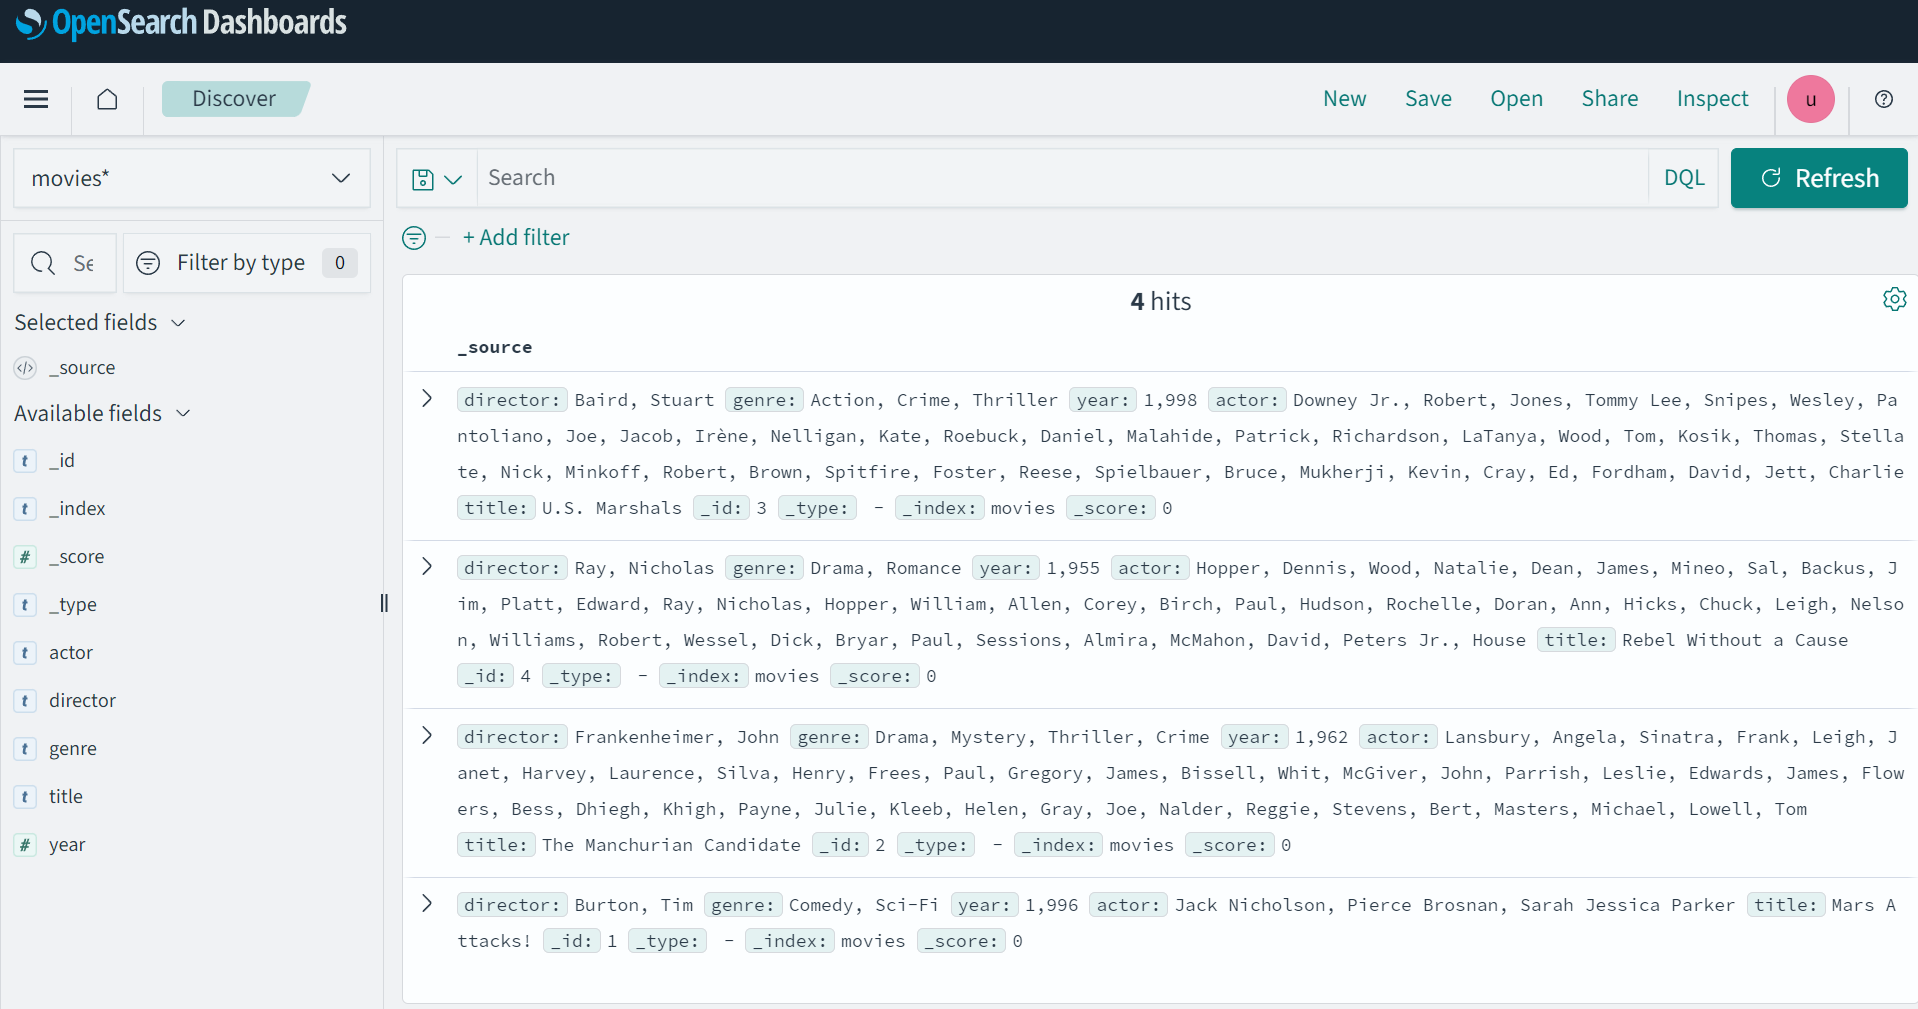 OpenSearch Dashboards
Discover
New Save Open Share Inspect u
movies*
Search
DQL
Refresh
+ Add filter
Se
Filter by type 0
Selected fields
_source
Available fields
t _id
t _index
# _score
t _type
t actor
t director
t genre
t title
# year
4 hits
_source
director: Baird, Stuart genre: Action, Crime, Thriller year: 1,998 actor: Downey Jr., Robert, Jones, Tommy Lee, Snipes, Wesley, Pa
ntoliano, Joe, Jacob, Irène, Nelligan, Kate, Roebuck, Daniel, Malahide, Patrick, Richardson, LaTanya, Wood, Tom, Kosik, Thomas, Stella
te, Nick, Minkoff, Robert, Brown, Spitfire, Foster, Reese, Spielbauer, Bruce, Mukherji, Kevin, Cray, Ed, Fordham, David, Jett, Charlie
title: U.S. Marshals _id: 3 _type: - _index: movies _score: 0
director: Ray, Nicholas genre: Drama, Romance year: 1,955 actor: Hopper, Dennis, Wood, Natalie, Dean, James, Mineo, Sal, Backus, J
im, Platt, Edward, Ray, Nicholas, Hopper, William, Allen, Corey, Birch, Paul, Hudson, Rochelle, Doran, Ann, Hicks, Chuck, Leigh, Nelso
n, Williams, Robert, Wessel, Dick, Bryar, Paul, Sessions, Almira, McMahon, David, Peters Jr., House title: Rebel Without a Cause
_id: 4 _type: - _index: movies _score: 0
director: Frankenheimer, John genre: Drama, Mystery, Thriller, Crime year: 1,962 actor: Lansbury, Angela, Sinatra, Frank, Leigh, J
anet, Harvey, Laurence, Silva, Henry, Frees, Paul, Gregory, James, Bissell, Whit, McGiver, John, Parrish, Leslie, Edwards, James, Flow
ers, Bess, Dhiegh, Khigh, Payne, Julie, Kleeb, Helen, Gray, Joe, Nalder, Reggie, Stevens, Bert, Masters, Michael, Lowell, Tom
title: The Manchurian Candidate _id: 2 _type: - _index: movies _score: 0
director: Burton, Tim genre: Comedy, Sci-Fi year: 1,996 actor: Jack Nicholson, Pierce Brosnan, Sarah Jessica Parker title: Mars A
ttacks! _id: 1 _type: - _index: movies _score: 0